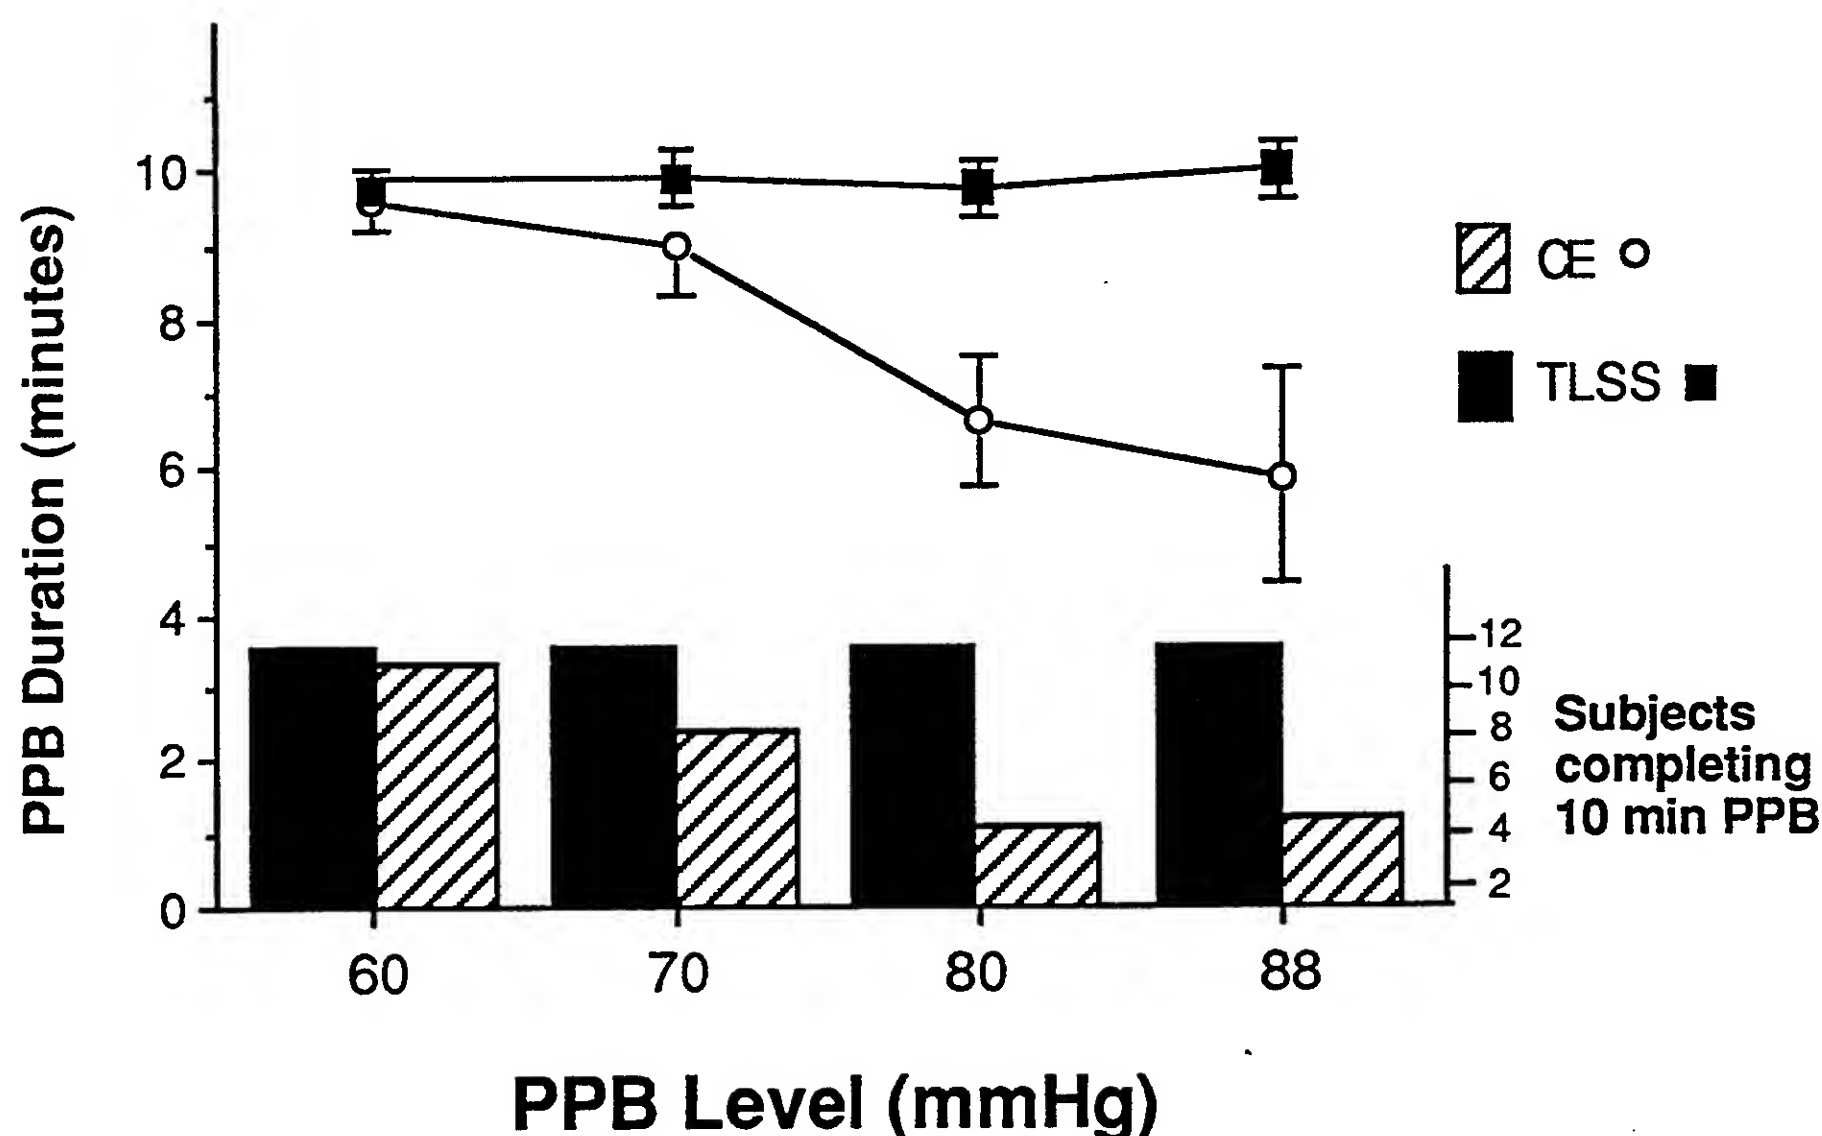 PPB Duration (minutes)
10
8
6
4
2
0
CE
TLSS
12
10
8
6
4
2
Subjects
completing
10 min PPB
60 70 80 88
PPB Level (mmHg)